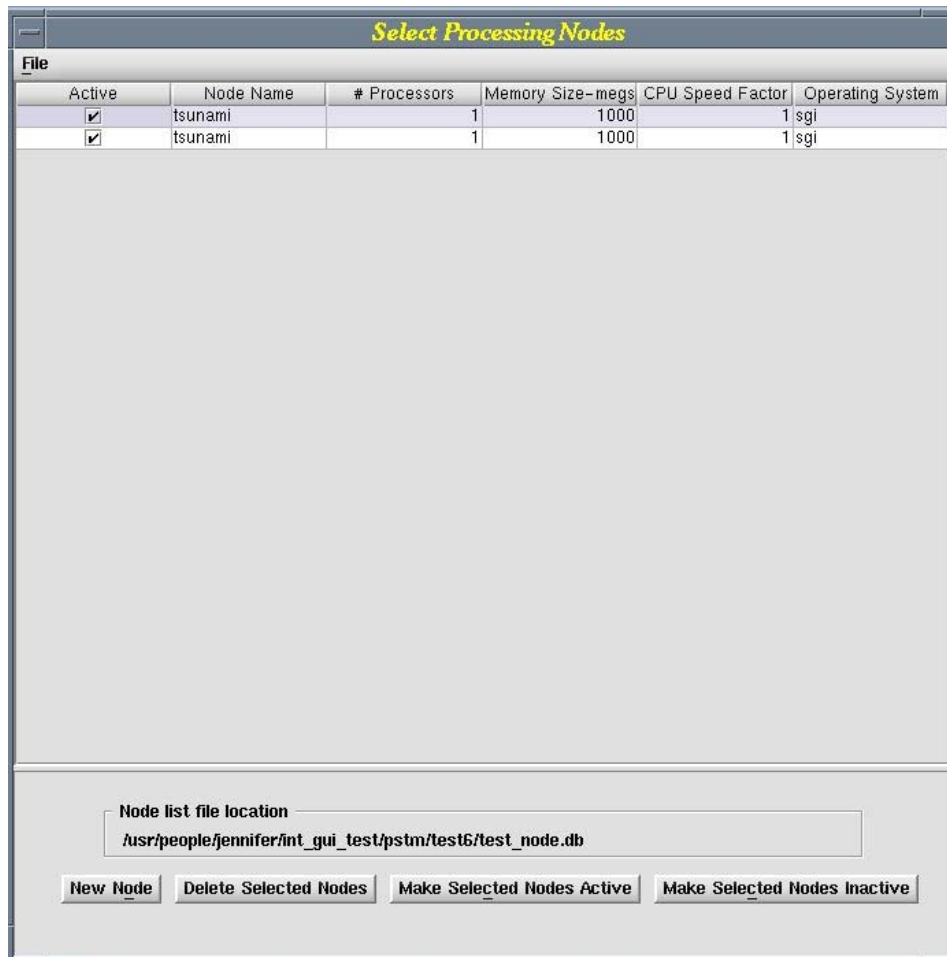 Select Processing Nodes
File
Active Node Name # Processors Memory Size-megs CPU Speed Factor Operating System
tsunami 1 1000 1 sgi
tsunami 1 1000 1 sgi
Node list file location
/usr/people/jennifer/int_gui_test/pstm/test6/test_node.db
New Node Delete Selected Nodes Make Selected Nodes Active Make Selected Nodes Inactive